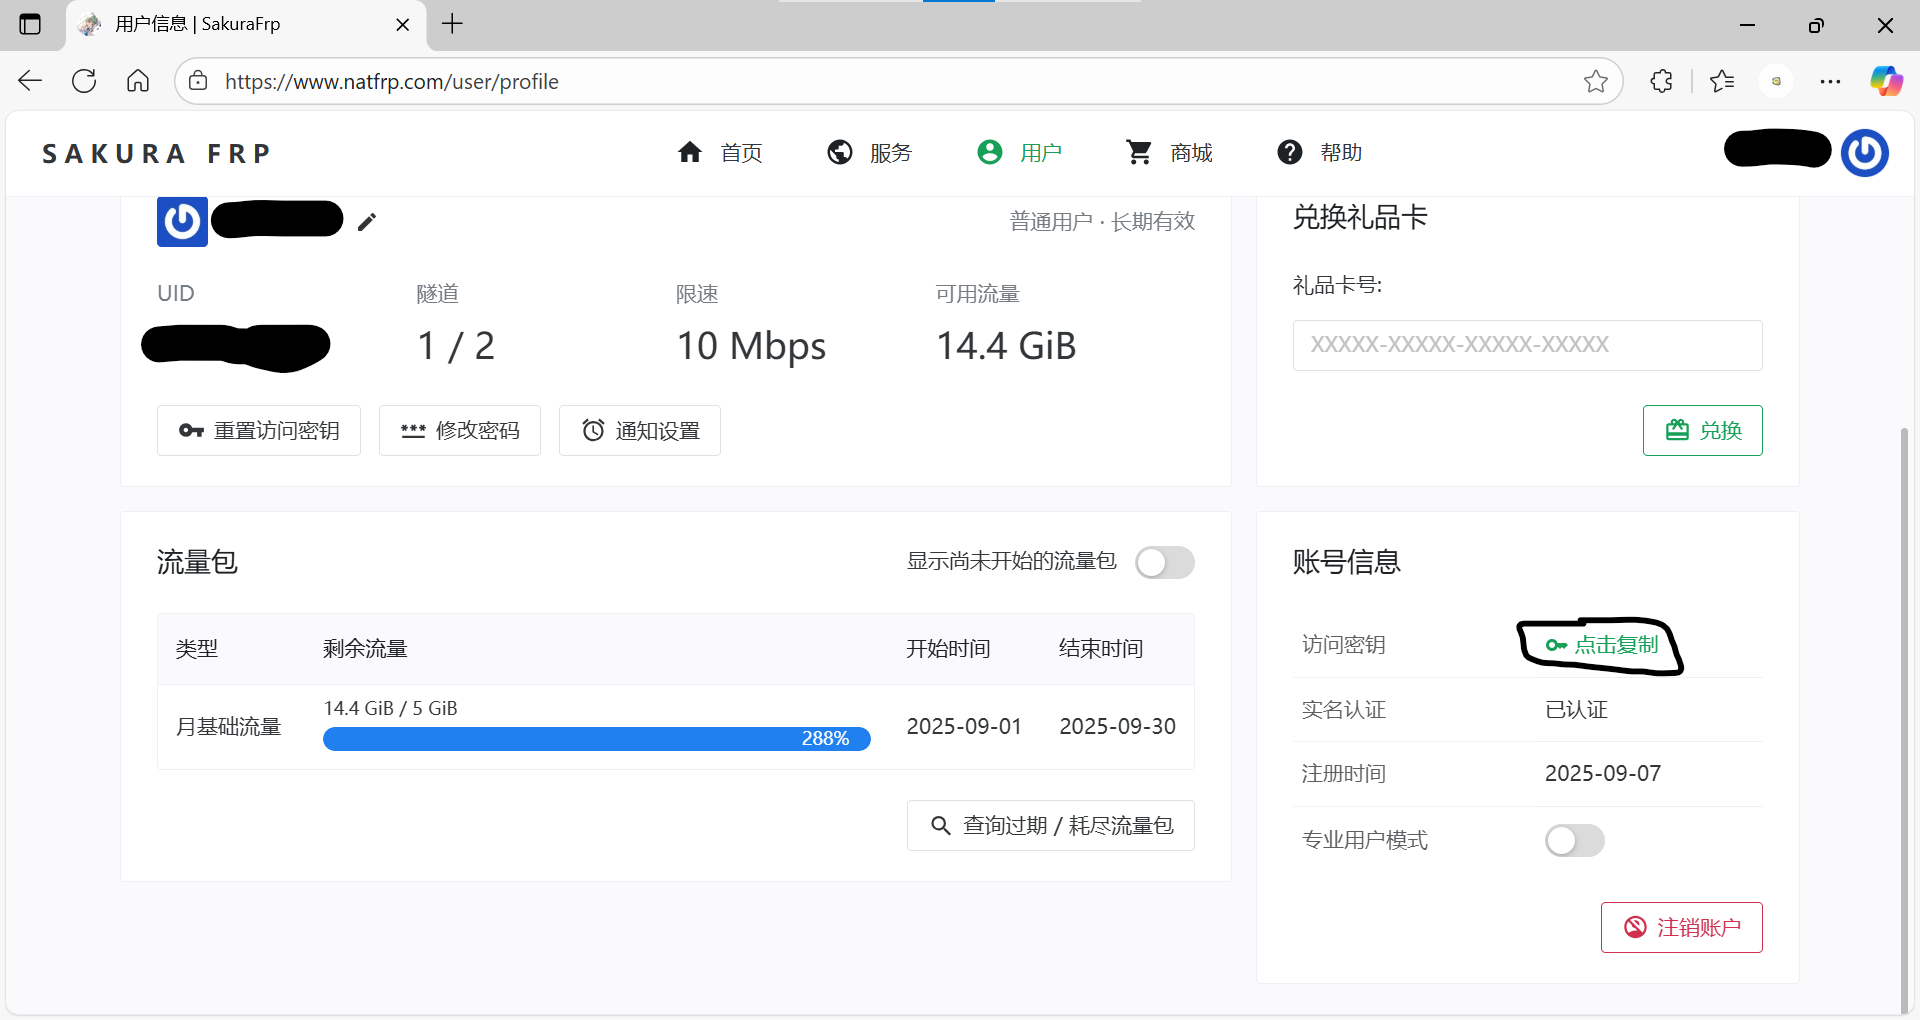 用户信息 | SakuraFrp
https://www.natfrp.com/user/profile
SAKURA FRP
首页
服务
用户
商城
帮助
普通用户 · 长期有效
UID
隧道
限速
可用流量
1 / 2
10 Mbps
14.4 GiB
重置访问密钥
修改密码
通知设置
兑换礼品卡
礼品卡号:
XXXXX-XXXXX-XXXXX-XXXXX
兑换
流量包
显示尚未开始的流量包
类型
剩余流量
开始时间
结束时间
月基础流量
14.4 GiB / 5 GiB
288%
2025-09-01
2025-09-30
查询过期 / 耗尽流量包
账号信息
访问密钥
点击复制
实名认证
已认证
注册时间
2025-09-07
专业用户模式
注销账户